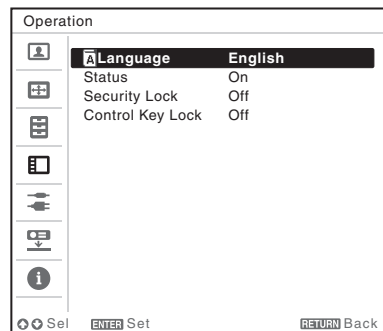 Operation
A Language English
Status On
Security Lock Off
Control Key Lock Off
i
Sel ENTER Set RETURN Back